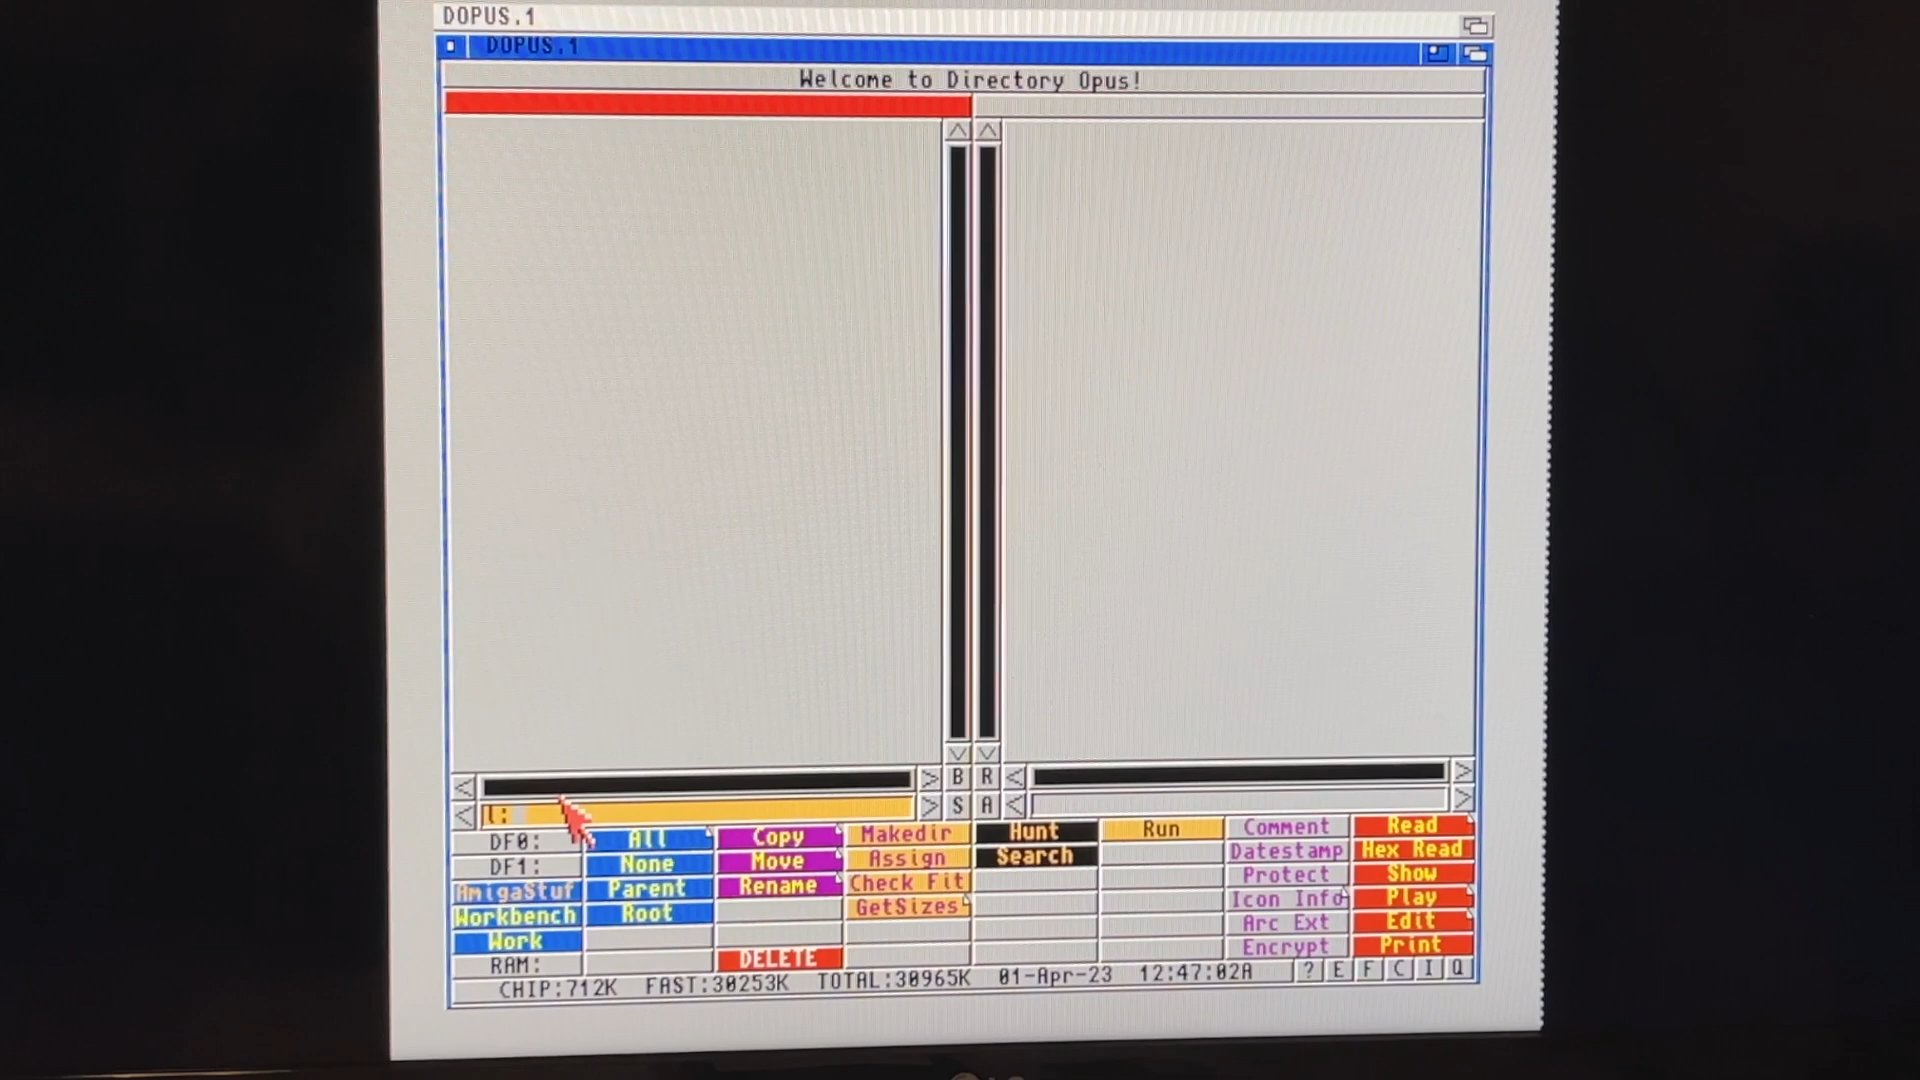 DOPUS.1
DOPUS.1
Welcome to Directory Opus!
B R
l: S A
DF0: All Copy Makedir Hunt Run Comment Read
DF1: None Move Assign Search Datestamp Hex Read
AmigaStuf Parent Rename Check Fit Protect Show
Workbench Root GetSizes Icon Info Play
Work Arc Ext Edit
RAM: DELETE Encrypt Print
CHIP:712K FAST:30253K TOTAL:30965K 01-Apr-23 12:47:02A ? E F C I Q